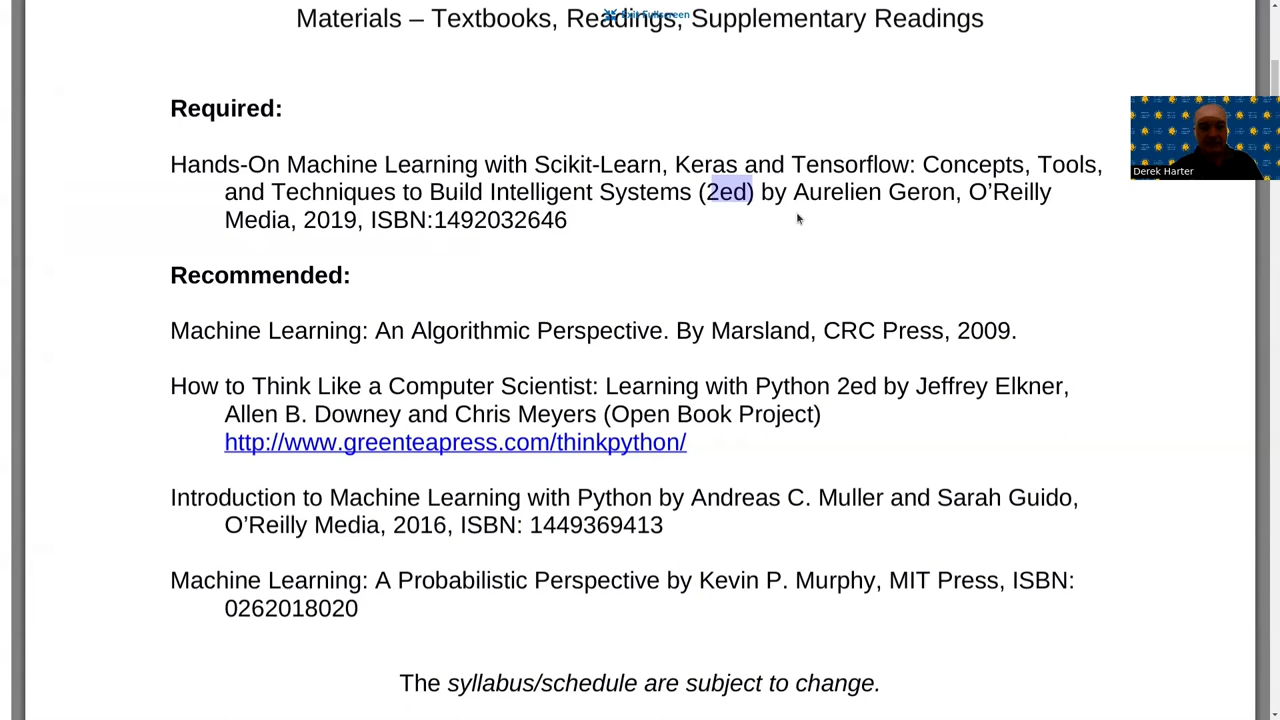 Materials – Textbooks, Readings, Supplementary Readings
Exit Fullscreen
Required:
Hands-On Machine Learning with Scikit-Learn, Keras and Tensorflow: Concepts, Tools,
and Techniques to Build Intelligent Systems (2ed) by Aurelien Geron, O’Reilly
Media, 2019, ISBN:1492032646
Derek Harter
Recommended:
Machine Learning: An Algorithmic Perspective. By Marsland, CRC Press, 2009.
How to Think Like a Computer Scientist: Learning with Python 2ed by Jeffrey Elkner,
Allen B. Downey and Chris Meyers (Open Book Project)
http://www.greenteapress.com/thinkpython/
Introduction to Machine Learning with Python by Andreas C. Muller and Sarah Guido,
O’Reilly Media, 2016, ISBN: 1449369413
Machine Learning: A Probabilistic Perspective by Kevin P. Murphy, MIT Press, ISBN:
0262018020
The syllabus/schedule are subject to change.